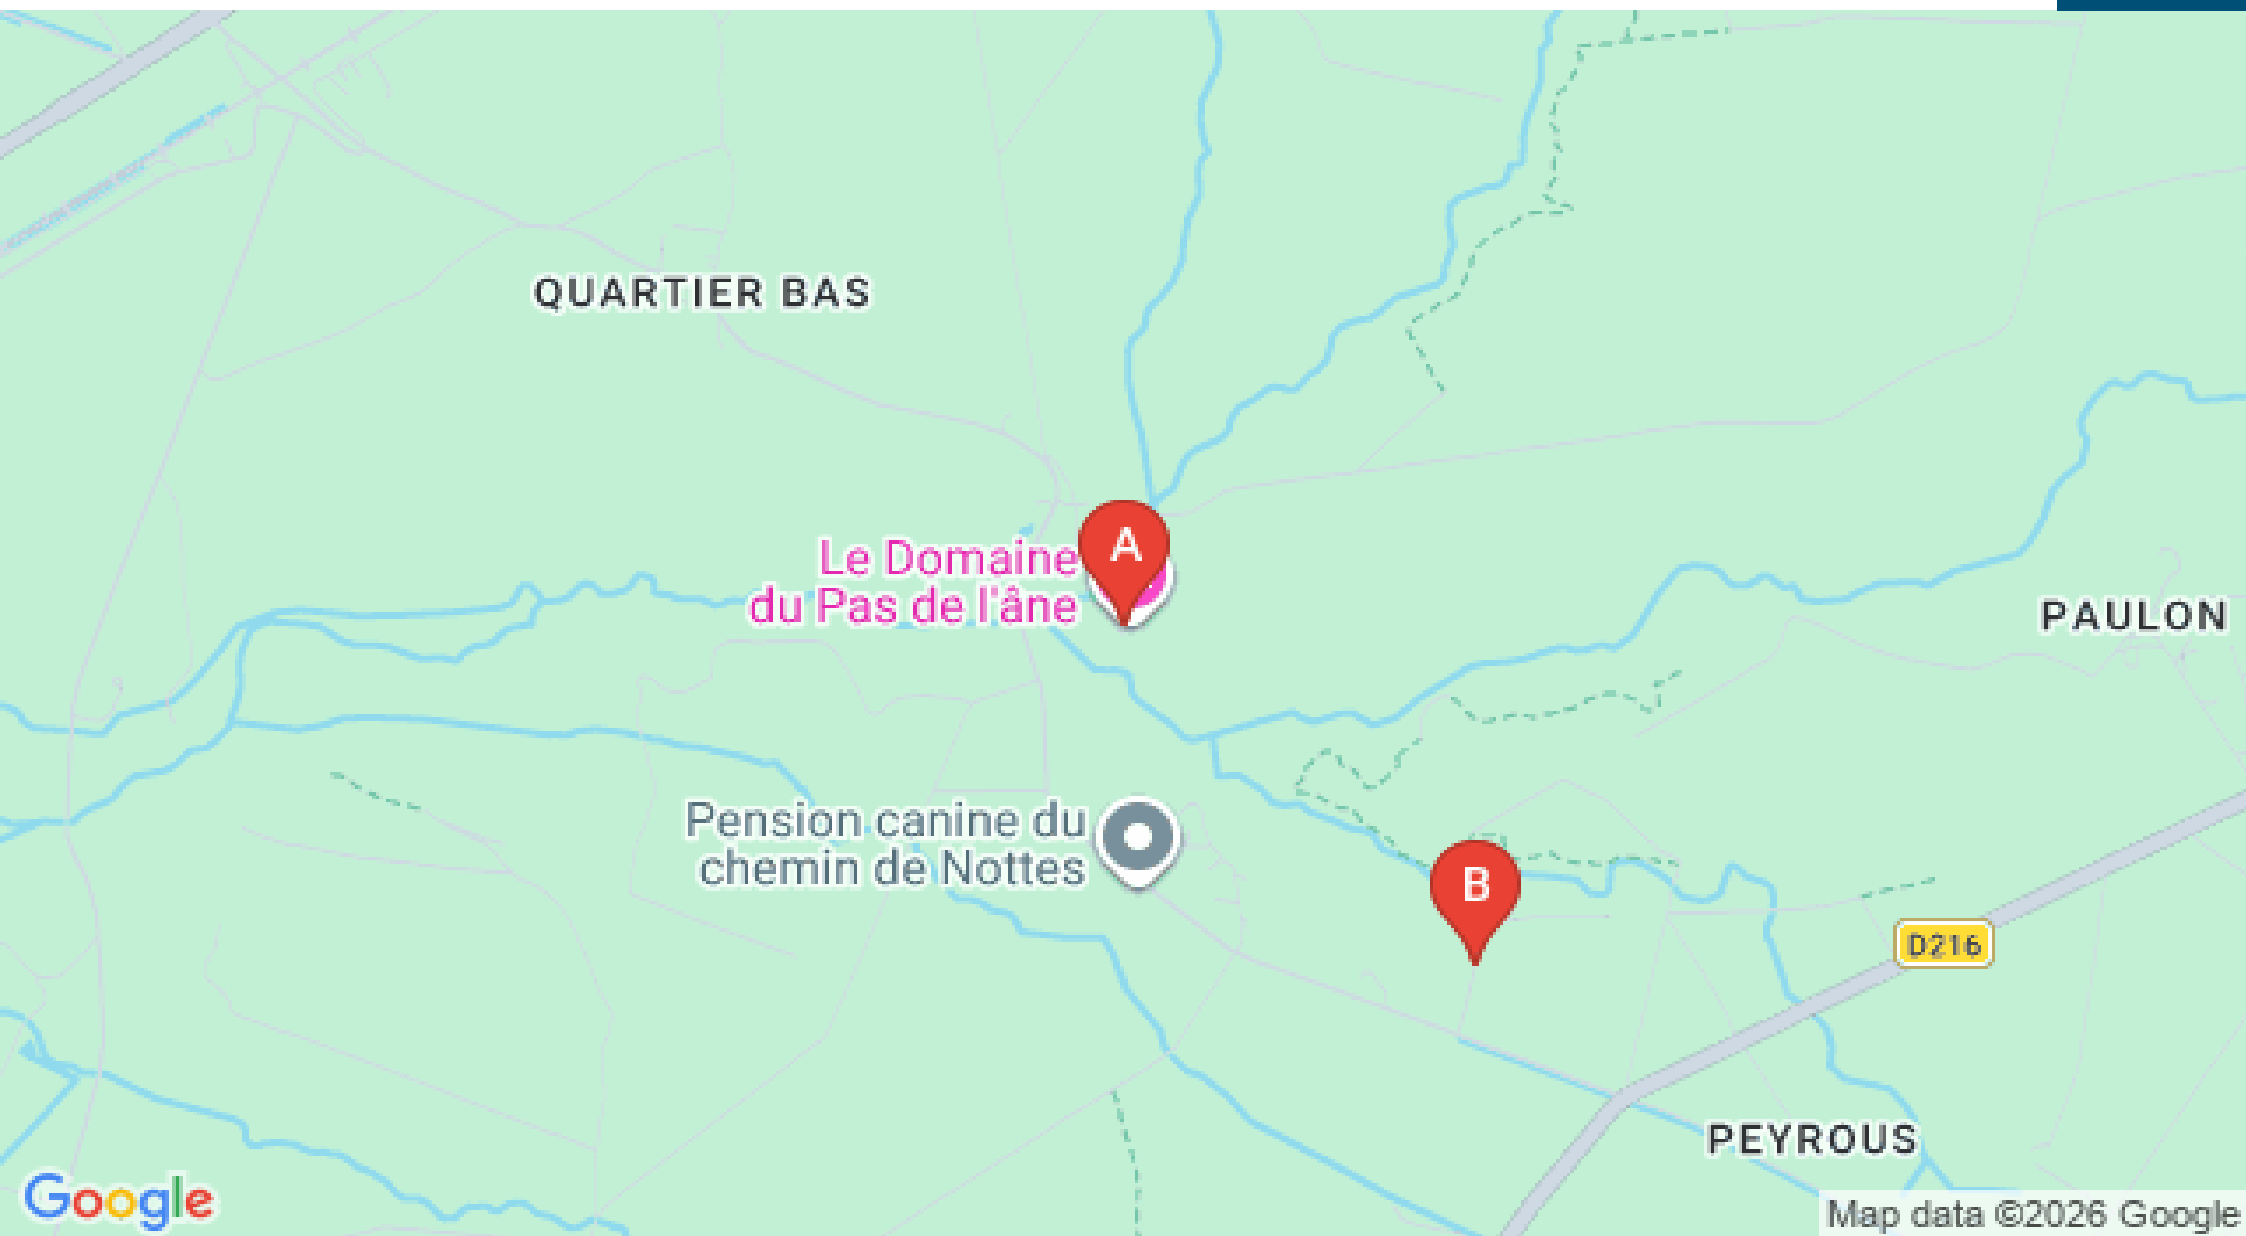 QUARTIER BAS
A
Le Domaine
du Pas de l'âne
PAULON
Pension canine du
chemin de Nottes
B
D216
PEYROUS
Google
Map data ©2026 Google